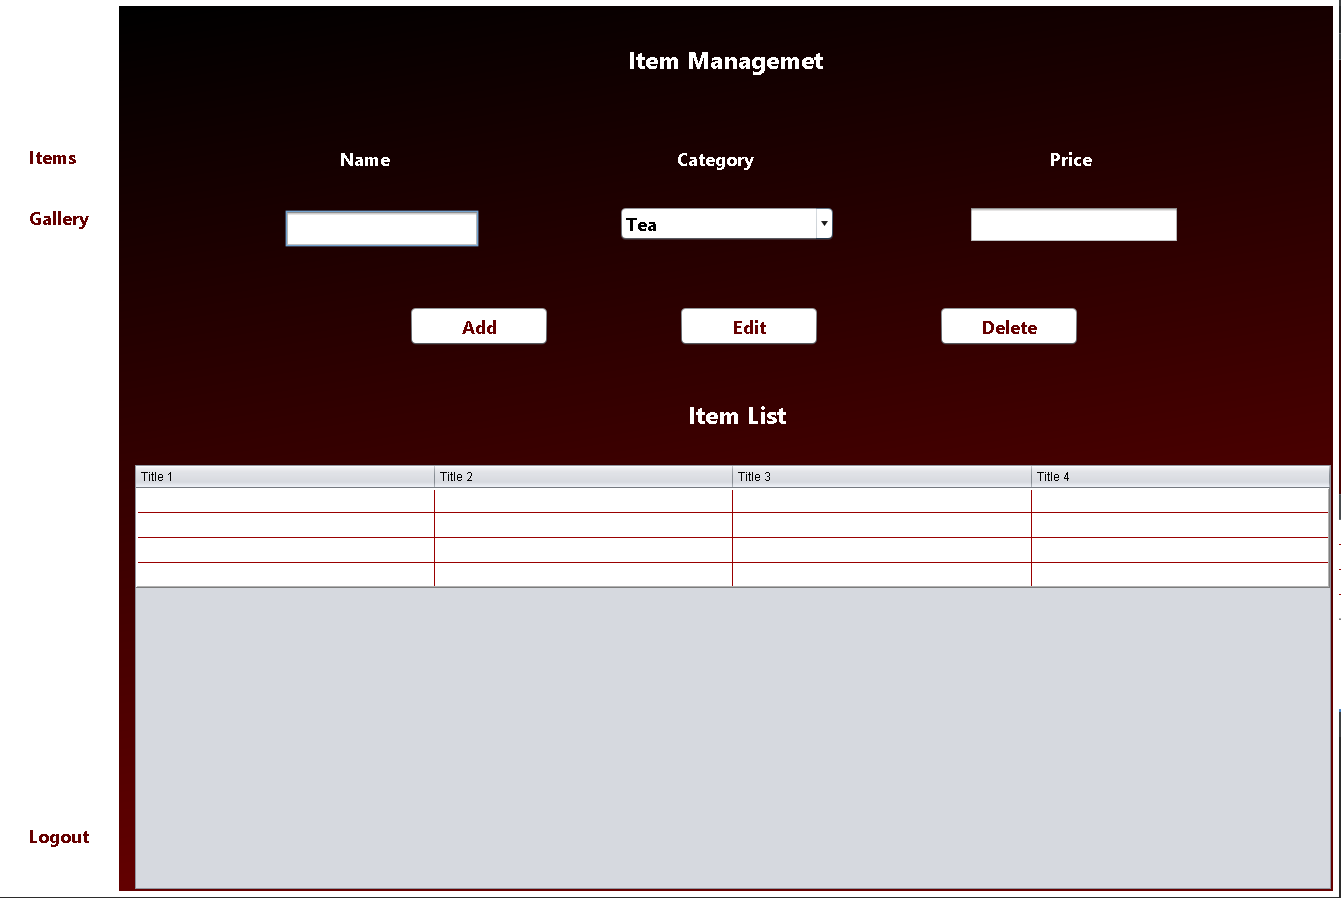 Item Managemet
Items
Name Category Price
Gallery
Tea
Add Edit Delete
Item List
Title 1 Title 2 Title 3 Title 4
Logout